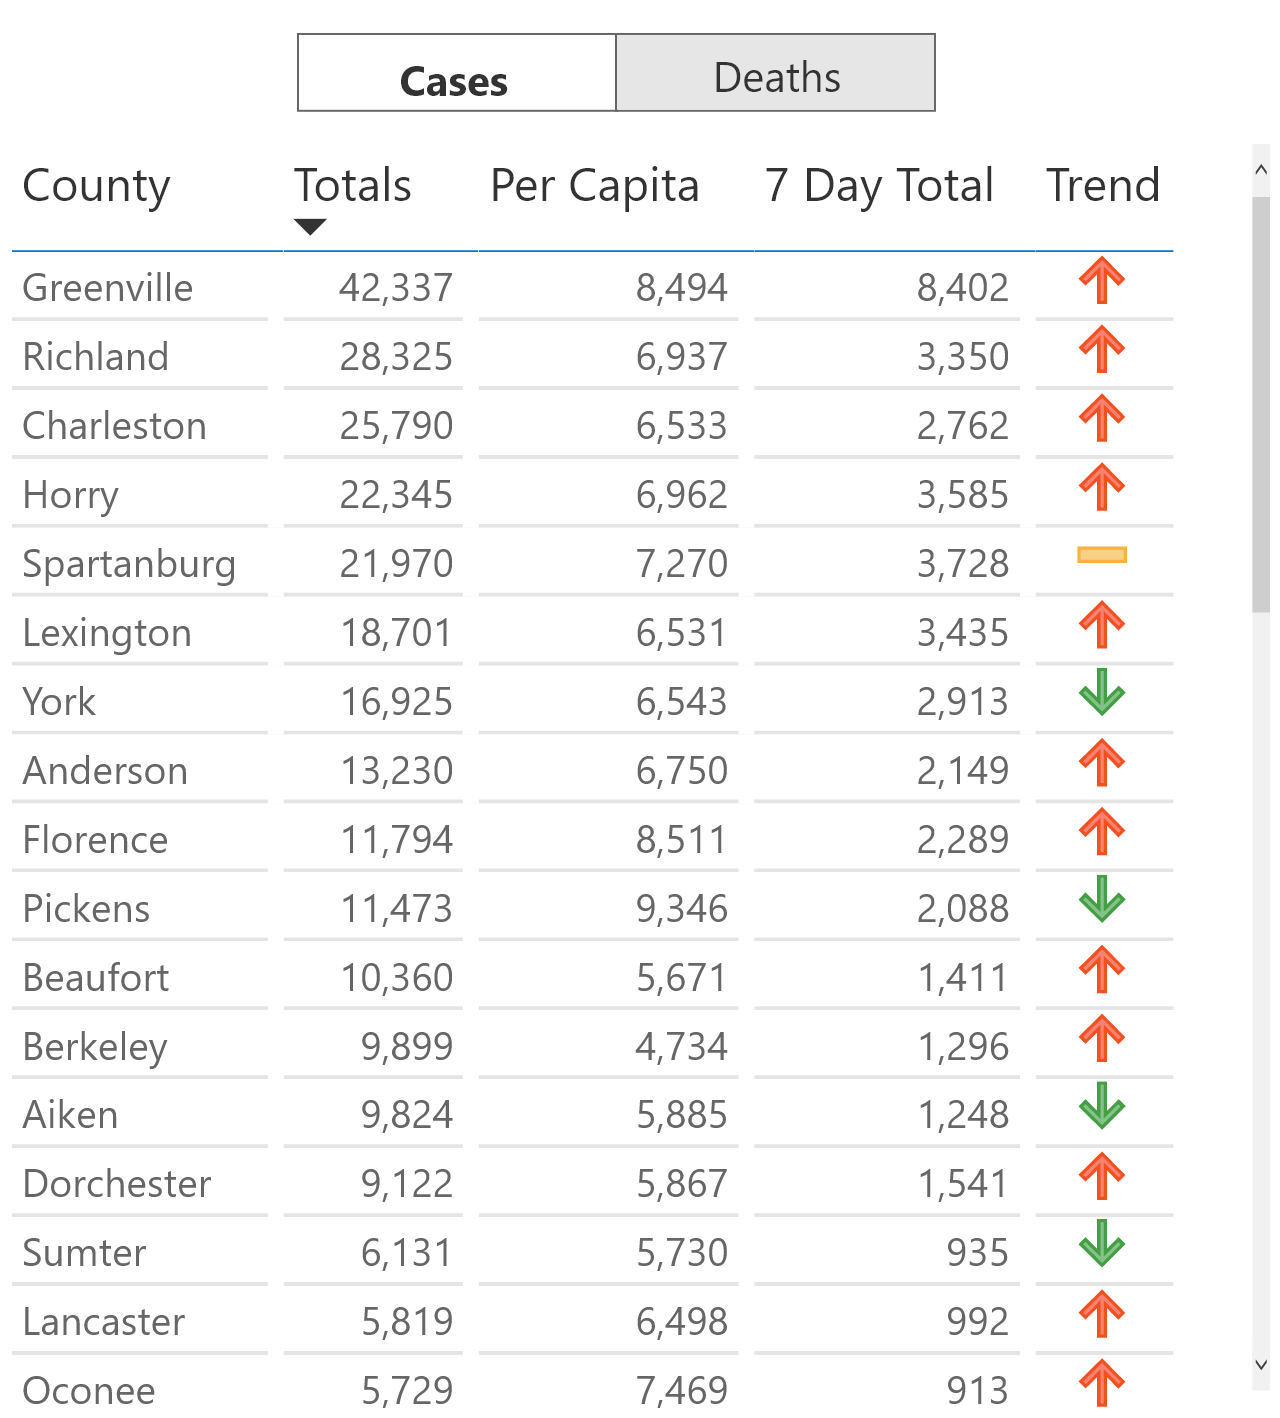 Cases Deaths
County Totals Per Capita 7 Day Total Trend
Greenville 42,337 8,494 8,402
Richland 28,325 6,937 3,350
Charleston 25,790 6,533 2,762
Horry 22,345 6,962 3,585
Spartanburg 21,970 7,270 3,728
Lexington 18,701 6,531 3,435
York 16,925 6,543 2,913
Anderson 13,230 6,750 2,149
Florence 11,794 8,511 2,289
Pickens 11,473 9,346 2,088
Beaufort 10,360 5,671 1,411
Berkeley 9,899 4,734 1,296
Aiken 9,824 5,885 1,248
Dorchester 9,122 5,867 1,541
Sumter 6,131 5,730 935
Lancaster 5,819 6,498 992
Oconee 5,729 7,469 913